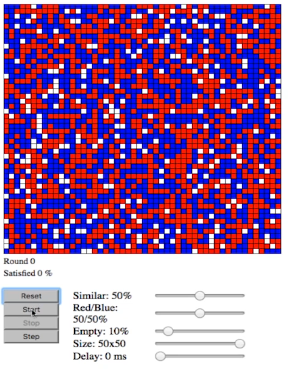 Round 0
Satisfied 0 %
Reset
Start
Stop
Step
Similar: 50%
Red/Blue:
50/50%
Empty: 10%
Size: 50x50
Delay: 0 ms